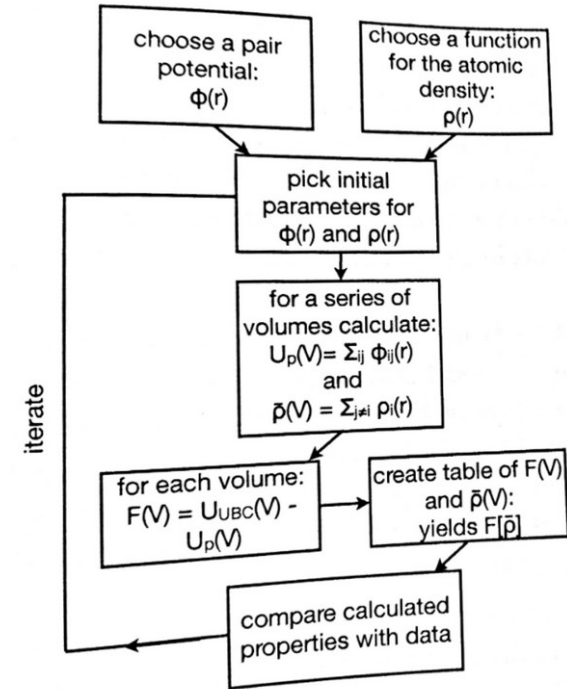 choose a pair
potential:
ϕ(r)
choose a function
for the atomic
density:
ρ(r)
pick initial
parameters for
ϕ(r) and ρ(r)
for a series of
volumes calculate:
Up(V)= Σij ϕij(r)
and
ρ̄(V) = Σj≠i ρi(r)
iterate
for each volume:
F(V) = UUBC(V) -
Up(V)
create table of F(V)
and ρ̄(V):
yields F[ρ̄]
compare calculated
properties with data